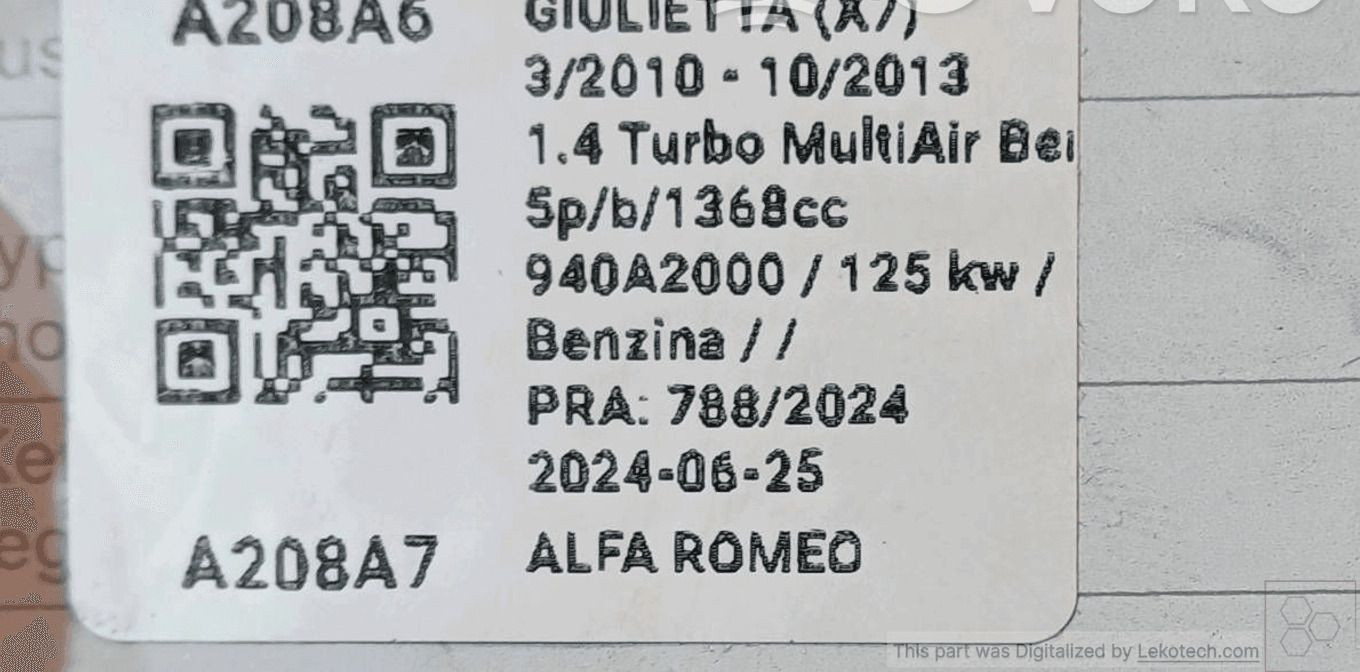 A208A6
GIULIETTA (X7)
3/2010 - 10/2013
1.4 Turbo MultiAir Ben
5p/b/1368cc
940A2000 / 125 kw /
Benzina / /
PRA: 788/2024
2024-06-25
A208A7
ALFA ROMEO
This part was Digitalized by Lekotech.com